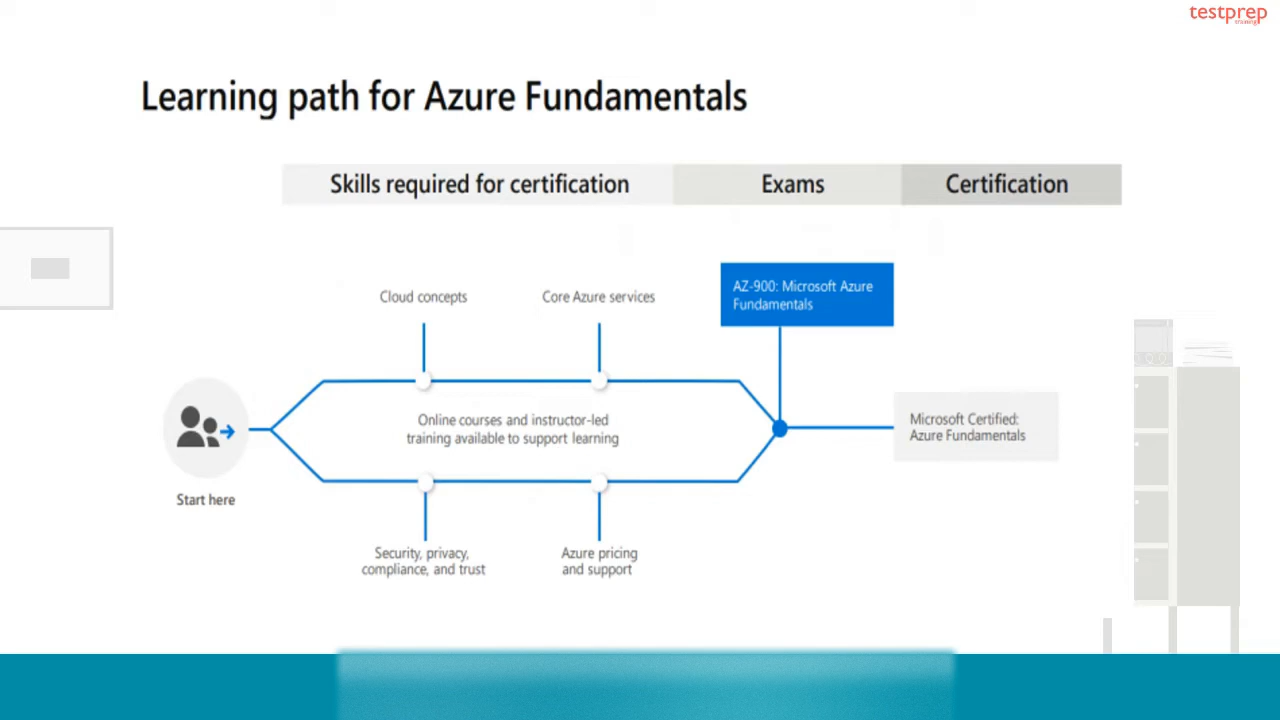 testprep
training
Learning path for Azure Fundamentals
Skills required for certification
Exams
Certification
Cloud concepts
Core Azure services
AZ-900: Microsoft Azure
Fundamentals
Online courses and instructor-led
training available to support learning
Microsoft Certified:
Azure Fundamentals
Start here
Security, privacy,
compliance, and trust
Azure pricing
and support